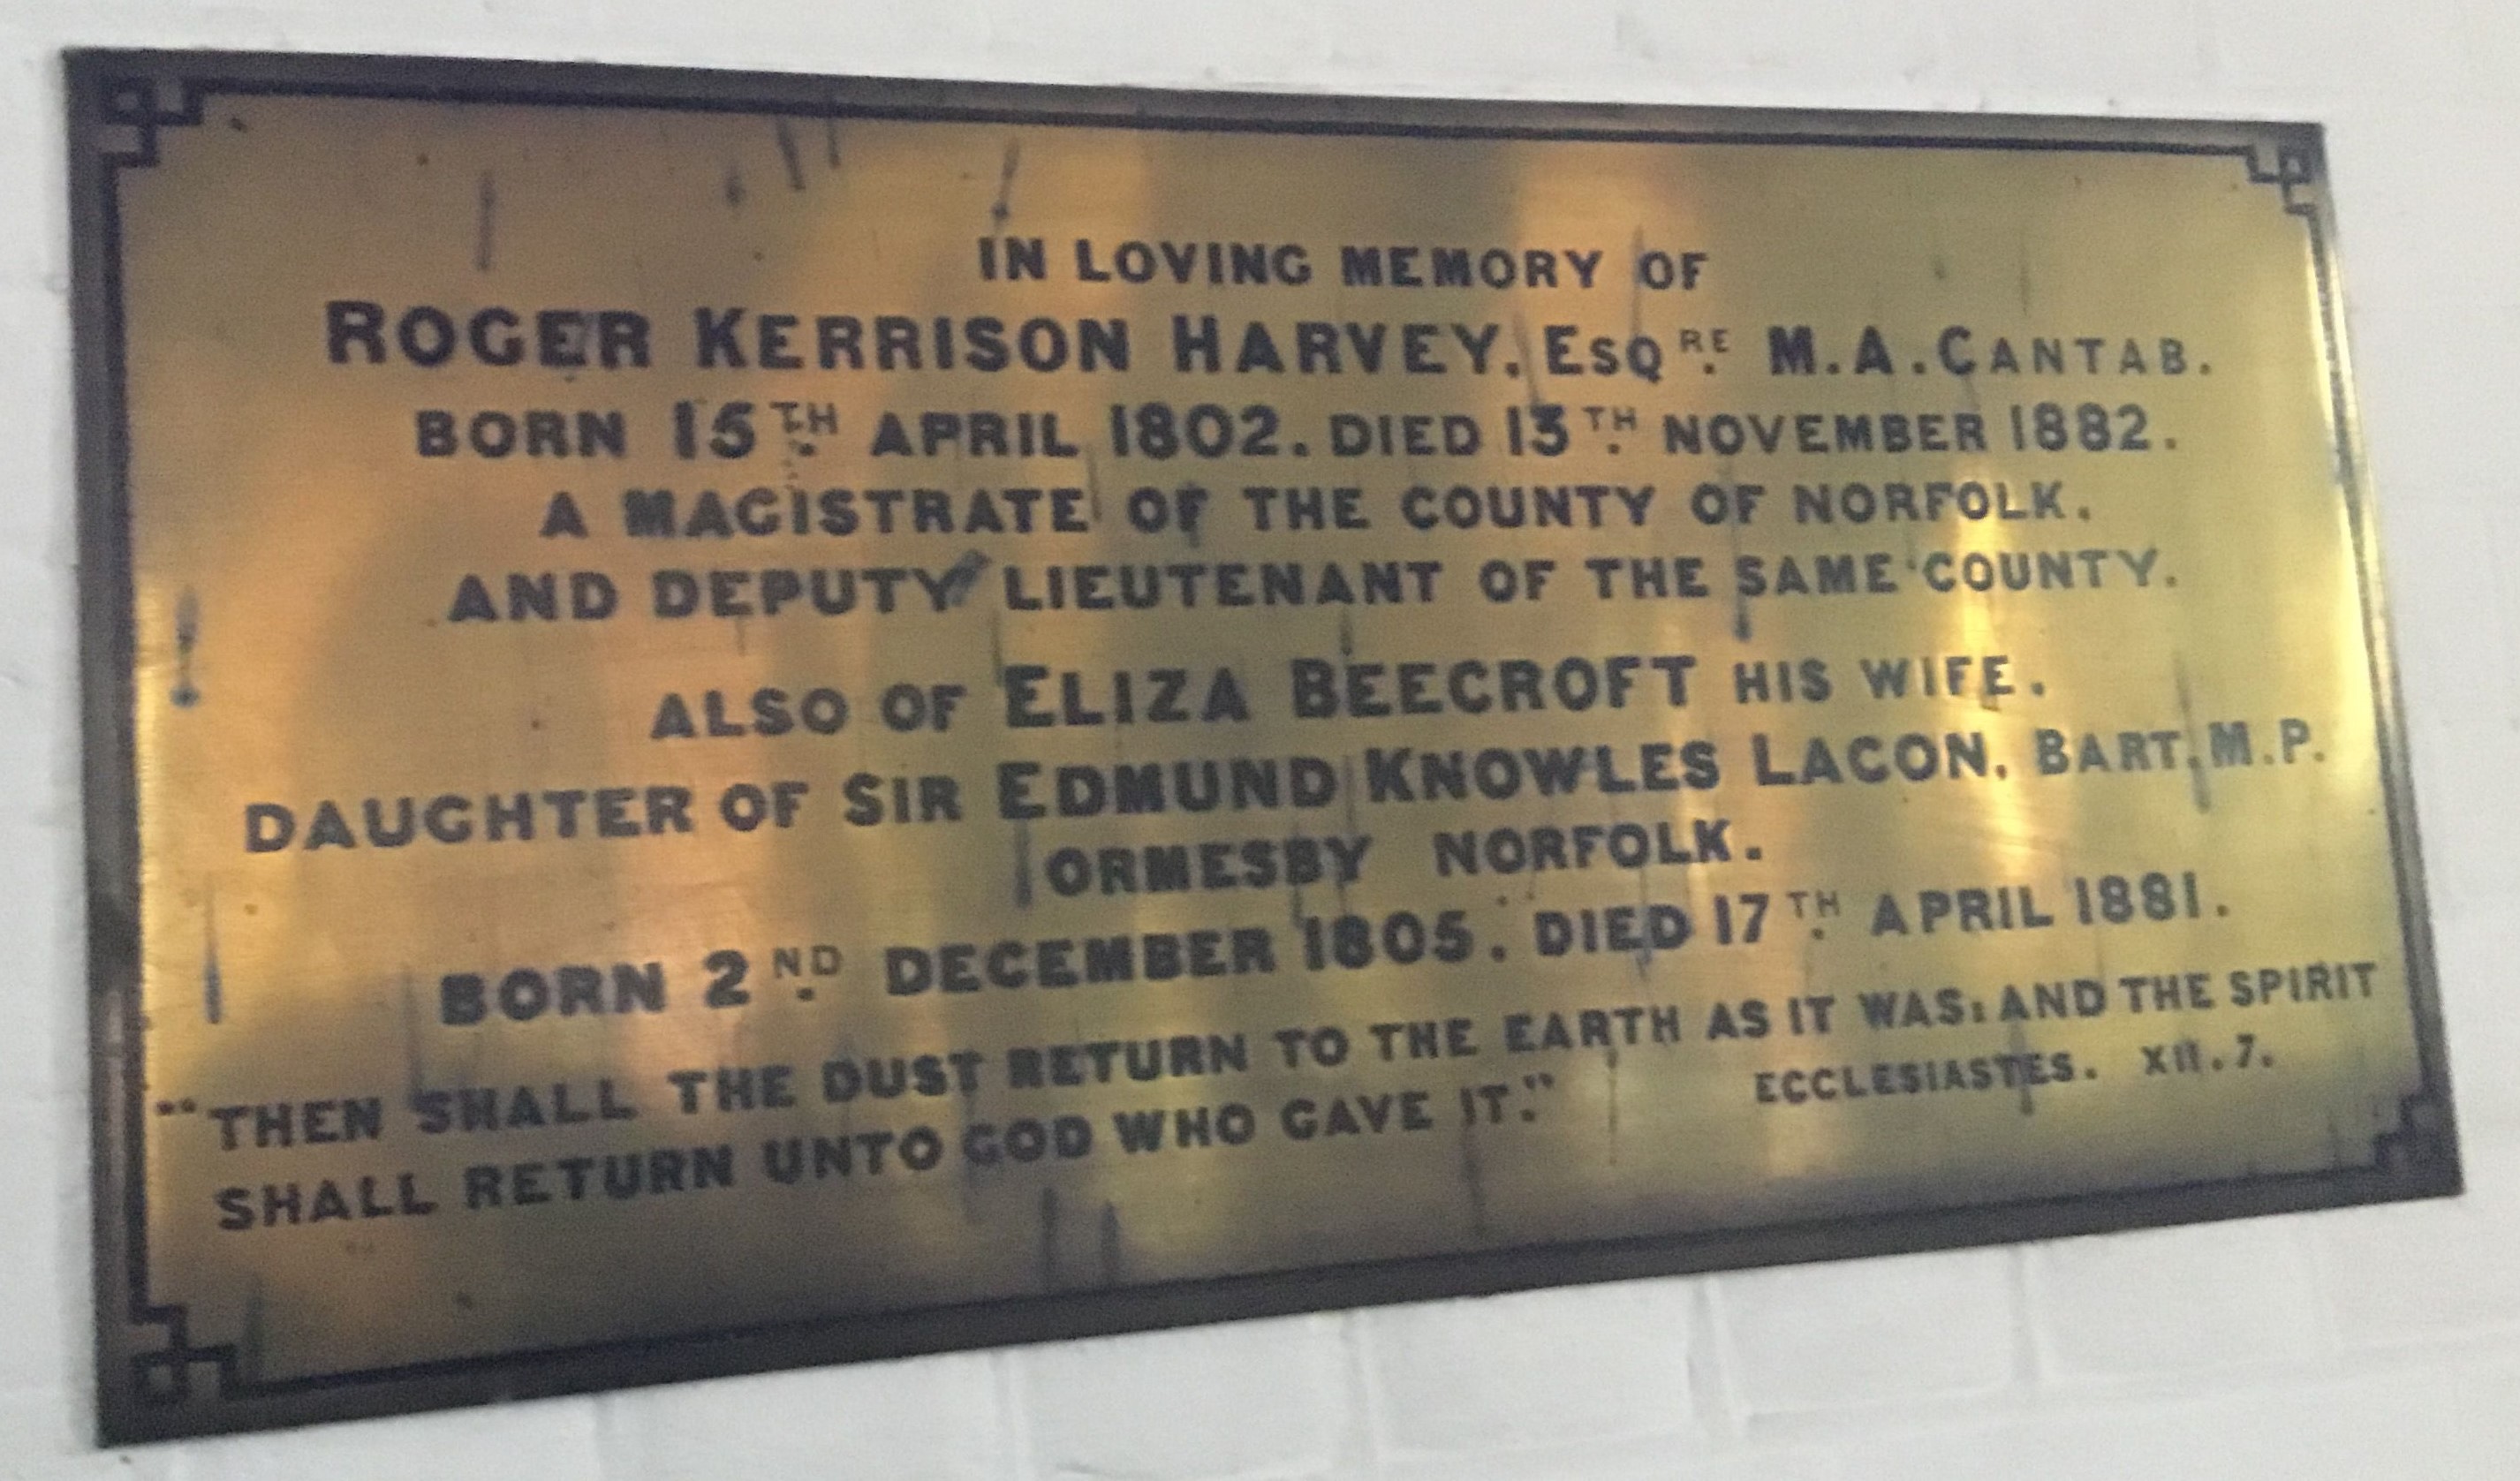 IN LOVING MEMORY OF
ROGER KERRISON HARVEY, ESQRE M.A. CANTAB.
BORN 15TH APRIL 1802. DIED 13TH NOVEMBER 1882.
A MAGISTRATE OF THE COUNTY OF NORFOLK.
AND DEPUTY LIEUTENANT OF THE SAME COUNTY.
ALSO OF ELIZA BEECROFT HIS WIFE.
DAUGHTER OF SIR EDMUND KNOWLES LACON. BART. M.P.
ORMESBY NORFOLK.
BORN 2ND DECEMBER 1805. DIED 17TH APRIL 1881.
"THEN SHALL THE DUST RETURN TO THE EARTH AS IT WAS: AND THE SPIRIT
SHALL RETURN UNTO GOD WHO GAVE IT." ECCLESIASTES. XII. 7.